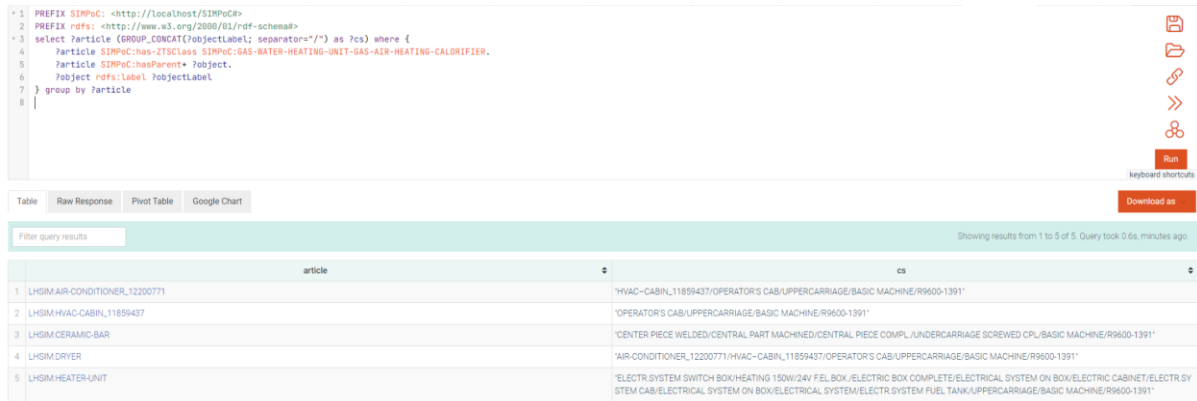 1 PREFIX SIMPoC: <http://localhost/SIMPoC#>
2 PREFIX rdfs: <http://www.w3.org/2000/01/rdf-schema#>
3 select ?article (GROUP_CONCAT(?objectLabel; separator="/") as ?cs) where {
4 ?article SIMPoC:has-ZTSClass SIMPoC:GAS-WATER-HEATING-UNIT-GAS-AIR-HEATING-CALORIFIER.
5 ?article SIMPoC:hasParent+ ?object.
6 ?object rdfs:label ?objectLabel
7 } group by ?article
8
Run
keyboard shortcuts
Table Raw Response Pivot Table Google Chart Download as
Filter query results Showing results from 1 to 5 of 5. Query took 0.6s, minutes ago.
article cs
1 LHSIM:AIR-CONDITIONER_12200771 "HVAC–CABIN_11859437/OPERATOR'S CAB/UPPERCARRIAGE/BASIC MACHINE/R9600-1391"
2 LHSIM:HVAC-CABIN_11859437 "OPERATOR'S CAB/UPPERCARRIAGE/BASIC MACHINE/R9600-1391"
3 LHSIM:CERAMIC-BAR "CENTER PIECE WELDED/CENTRAL PART MACHINED/CENTRAL PIECE COMPL./UNDERCARRIAGE SCREWED CPL/BASIC MACHINE/R9600-1391"
4 LHSIM:DRYER "AIR-CONDITIONER_12200771/HVAC–CABIN_11859437/OPERATOR'S CAB/UPPERCARRIAGE/BASIC MACHINE/R9600-1391"
5 LHSIM:HEATER-UNIT "ELECTR.SYSTEM SWITCH BOX/HEATING 150W/24V F.EL.BOX./ELECTRIC BOX COMPLETE/ELECTRICAL SYSTEM ON BOX/ELECTRIC CABINET/ELECTR.SY
STEM CAB/ELECTRICAL SYSTEM ON BOX/ELECTRICAL SYSTEM/ELECTR.SYSTEM FUEL TANK/UPPERCARRIAGE/BASIC MACHINE/R9600-1391"